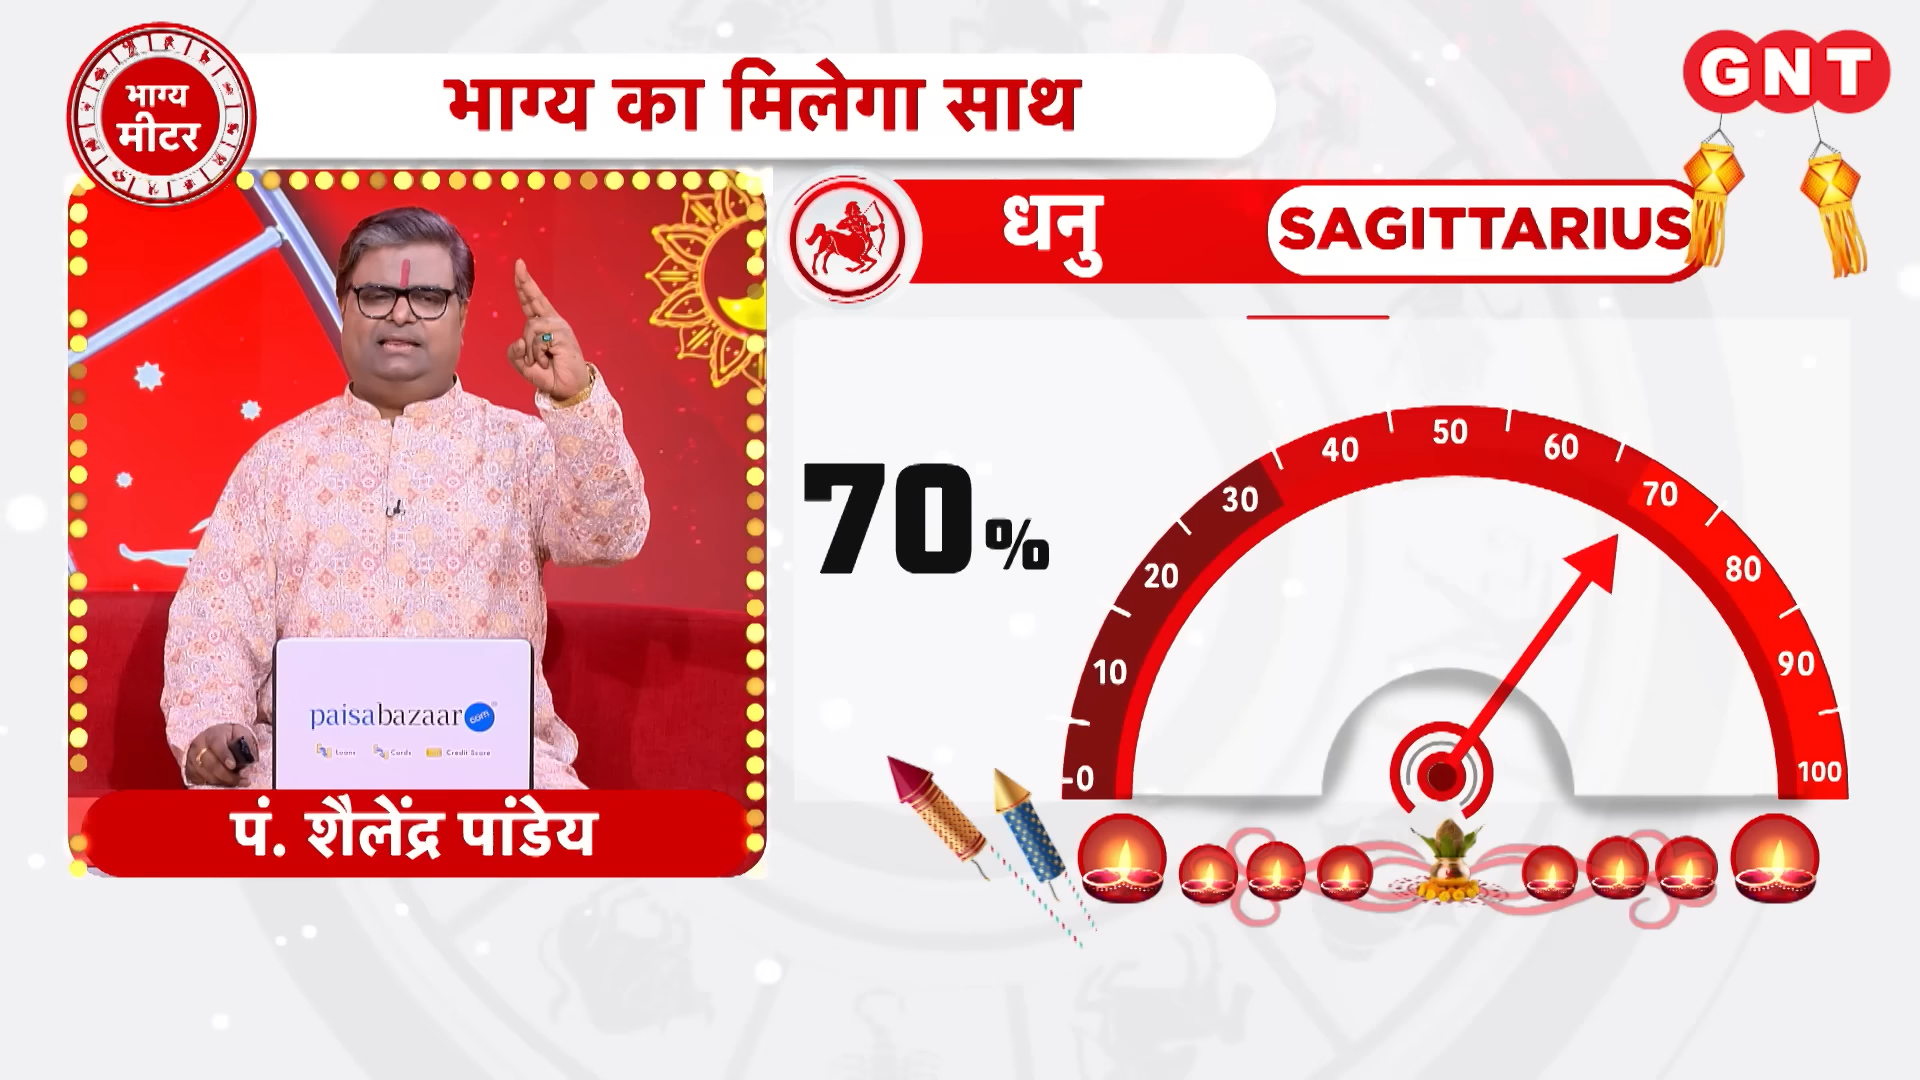 भाग्य
मीटर
भाग्य का मिलेगा साथ
GNT
धनु
SAGITTARIUS
70%
0
10
20
30
40
50
60
70
80
90
100
paisabazaar.com
Loans Cards Credit Score
पं. शैलेंद्र पांडेय